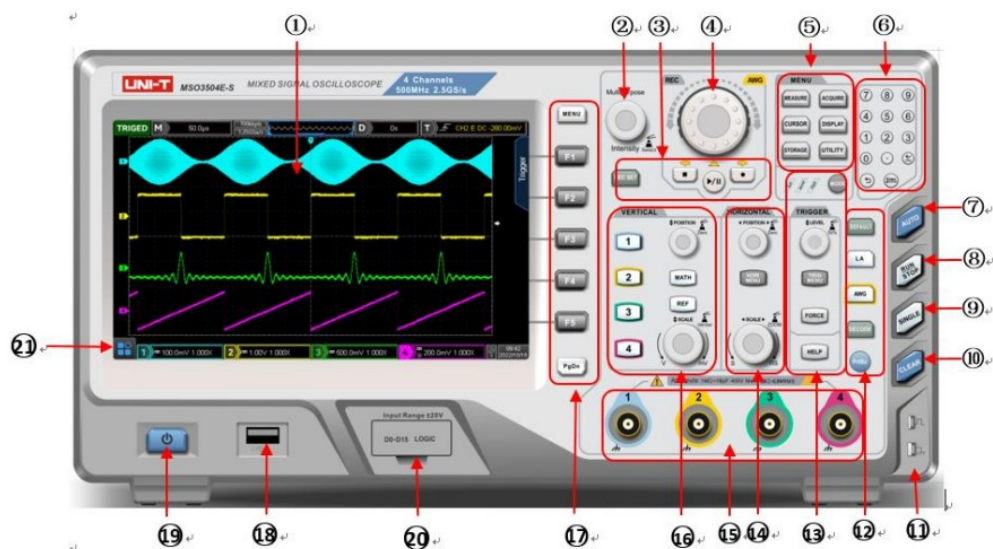 ① ② ③ ④ ⑤ ⑥
UNI-T MSO3504E-S MIXED SIGNAL OSCILLOSCOPE 4 Channels
500MHz 2.5GS/s
REC AWG
Multipurpose
Intensity
MENU
MEASURE ACQUIRE
CURSOR DISPLAY
STORAGE UTILITY
7 8 9
4 5 6
1 2 3
0 .
TRIGED M 50.0μs D 0s T CH2 E DC -280.00mV
Trigger
MENU
F1
F2
F3
F4
F5
PgDn
MODE
VERTICAL
POSITION
1
2 MATH
3 REF
SCALE
4
HORIZONTAL
POSITION
HORI MENU
SCALE
TRIGGER
LEVEL
TRIG MENU
FORCE
HELP
DEFAULT
LA
AWG
DECODE
AUTO ⑦
RUN STOP ⑧
SINGLE ⑨
CLEAR ⑩
㉑
1 100.0mV 1.000X 2 1.00V 1.000X 3 500.0mV 1.000X 4 200.0mV 1.000X
1 2 3 4
Input Range ±20V
D0-D15 LOGIC
⑲ ⑱ ⑳ ⑰ ⑯ ⑮ ⑭ ⑬ ⑫ ⑪